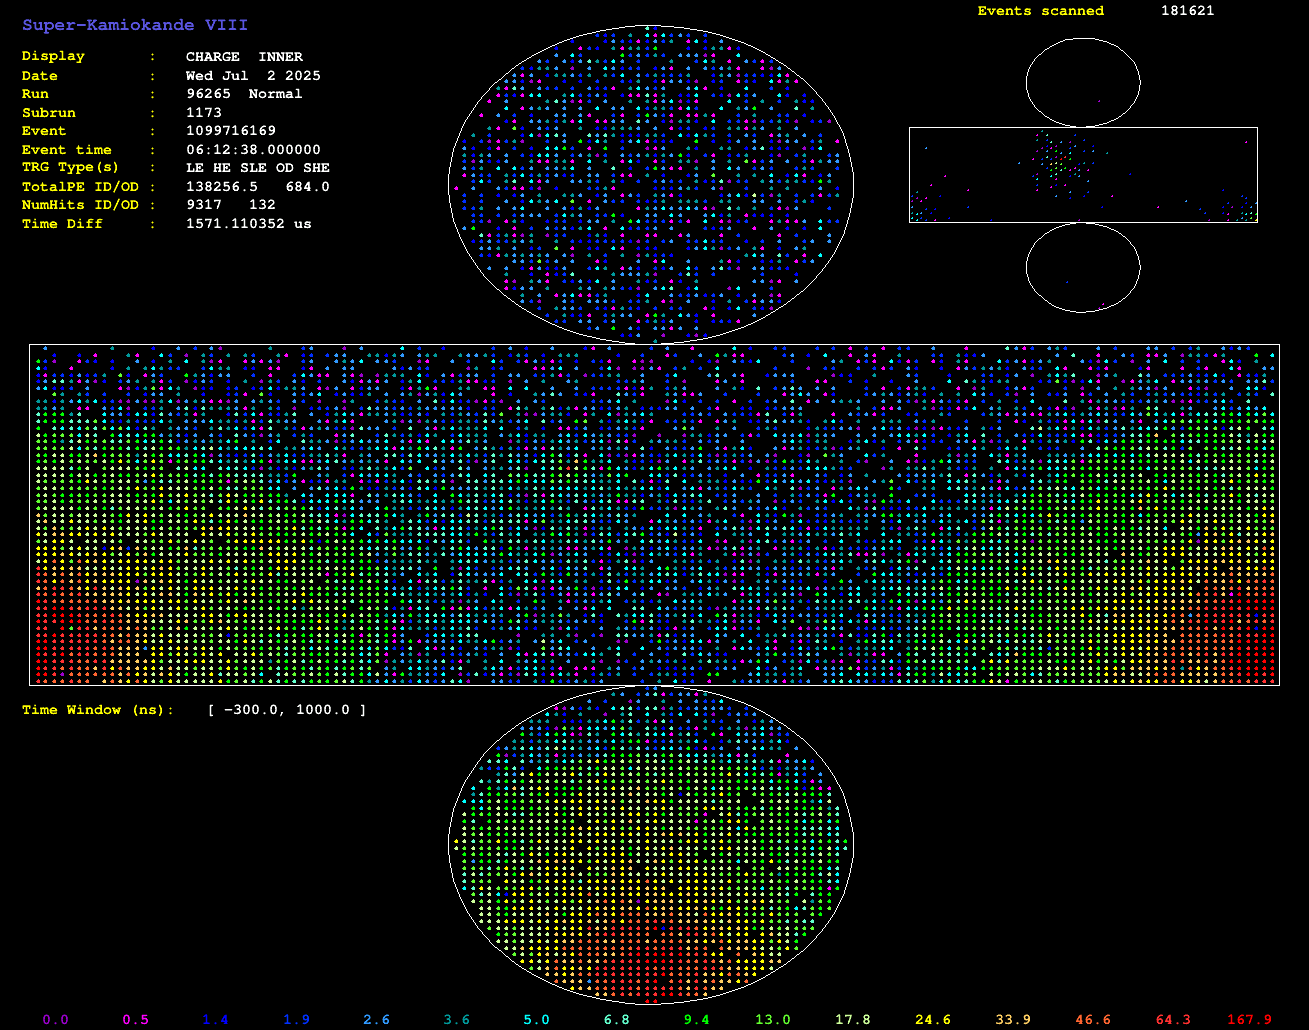 Super-Kamiokande VIII
Events scanned 181621
Display : CHARGE INNER
Date : Wed Jul 2 2025
Run : 96265 Normal
Subrun : 1173
Event : 1099716169
Event time : 06:12:38.000000
TRG Type(s) : LE HE SLE OD SHE
TotalPE ID/OD : 138256.5 684.0
NumHits ID/OD : 9317 132
Time Diff : 1571.110352 us
Time Window (ns): [ -300.0, 1000.0 ]
0.0 0.5 1.4 1.9 2.6 3.6 5.0 6.8 9.4 13.0 17.8 24.6 33.9 46.6 64.3 167.9